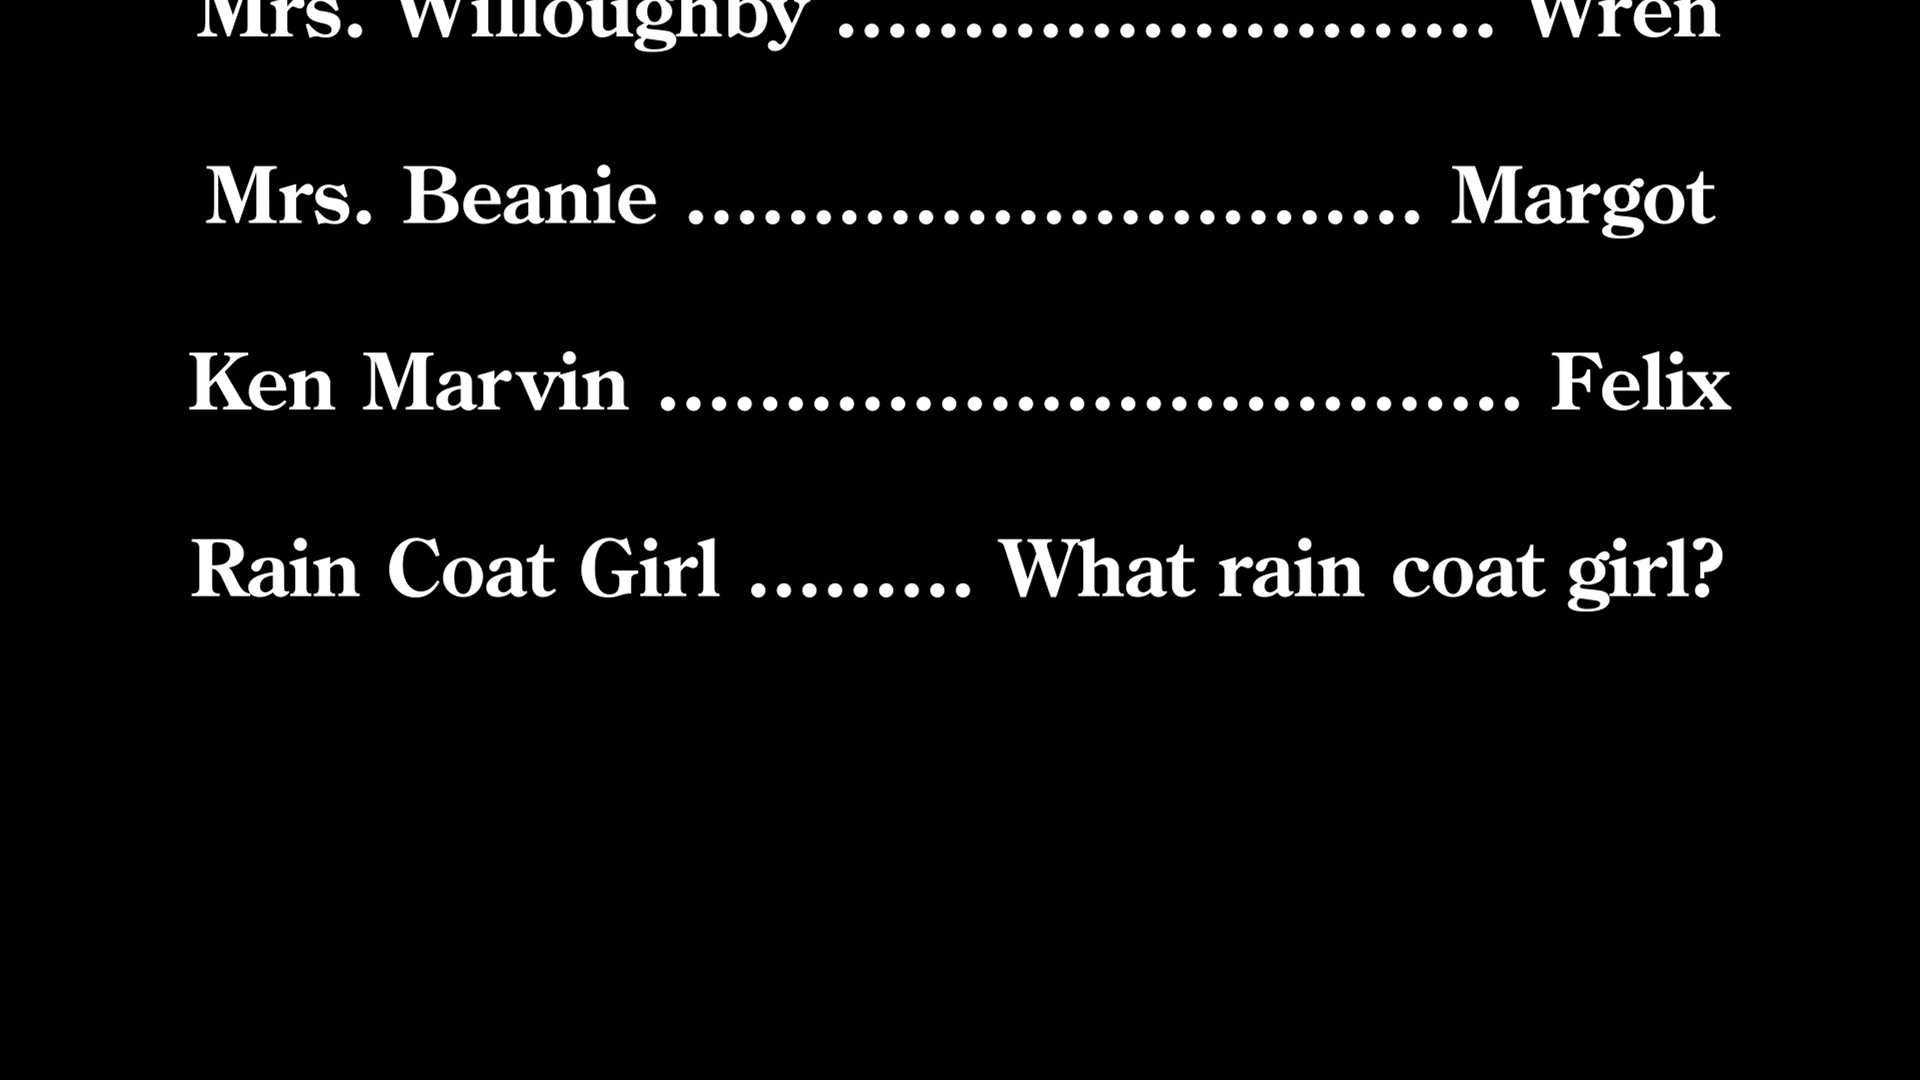 Mrs. Willoughby .......................... Wren
Mrs. Beanie ............................. Margot
Ken Marvin .................................. Felix
Rain Coat Girl ......... What rain coat girl?